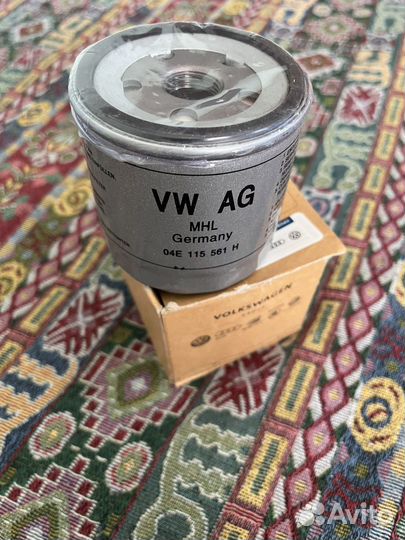 VW AG
MHL
Germany
04E 115 561 H
VOLKSWAGEN
Avito